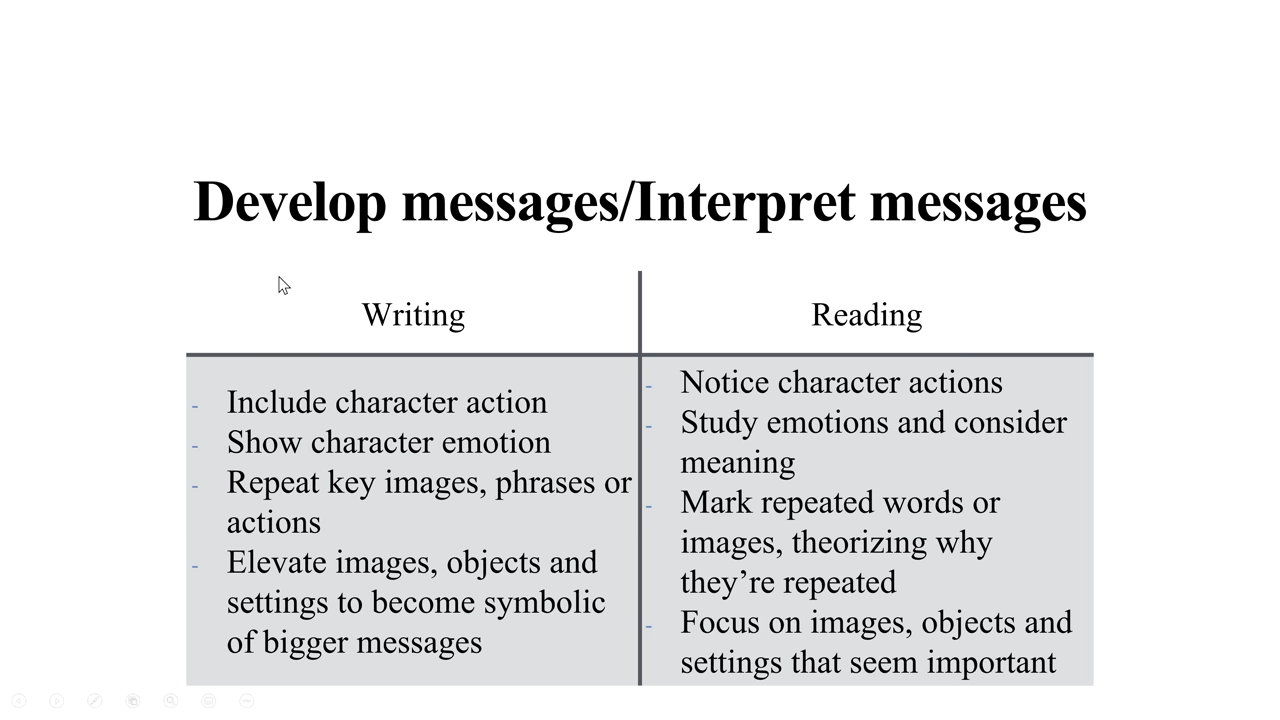 Develop messages/Interpret messages
Writing
Reading
- Include character action
- Show character emotion
- Repeat key images, phrases or
actions
- Elevate images, objects and
settings to become symbolic
of bigger messages
- Notice character actions
- Study emotions and consider
meaning
- Mark repeated words or
images, theorizing why
they’re repeated
- Focus on images, objects and
settings that seem important